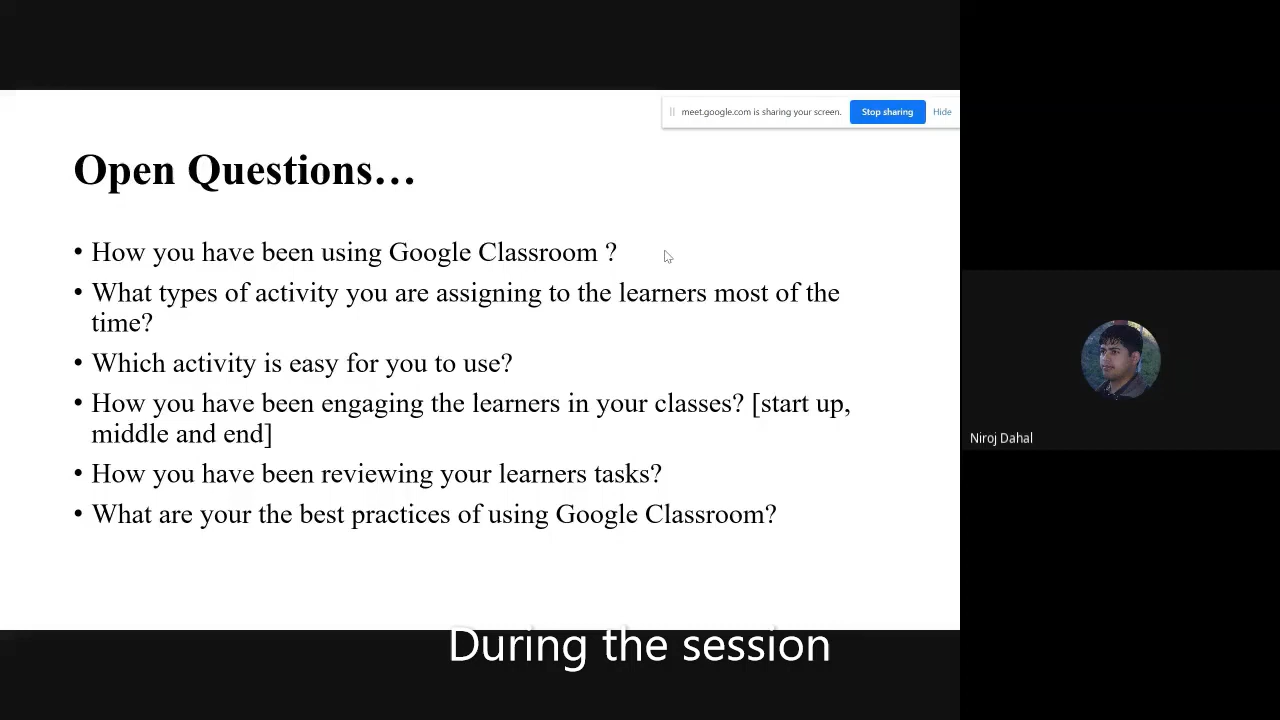 meet.google.com is sharing your screen. Stop sharing Hide
Open Questions…
• How you have been using Google Classroom ?
• What types of activity you are assigning to the learners most of the
time?
• Which activity is easy for you to use?
• How you have been engaging the learners in your classes? [start up,
middle and end]
• How you have been reviewing your learners tasks?
• What are your the best practices of using Google Classroom?
Niroj Dahal
During the session